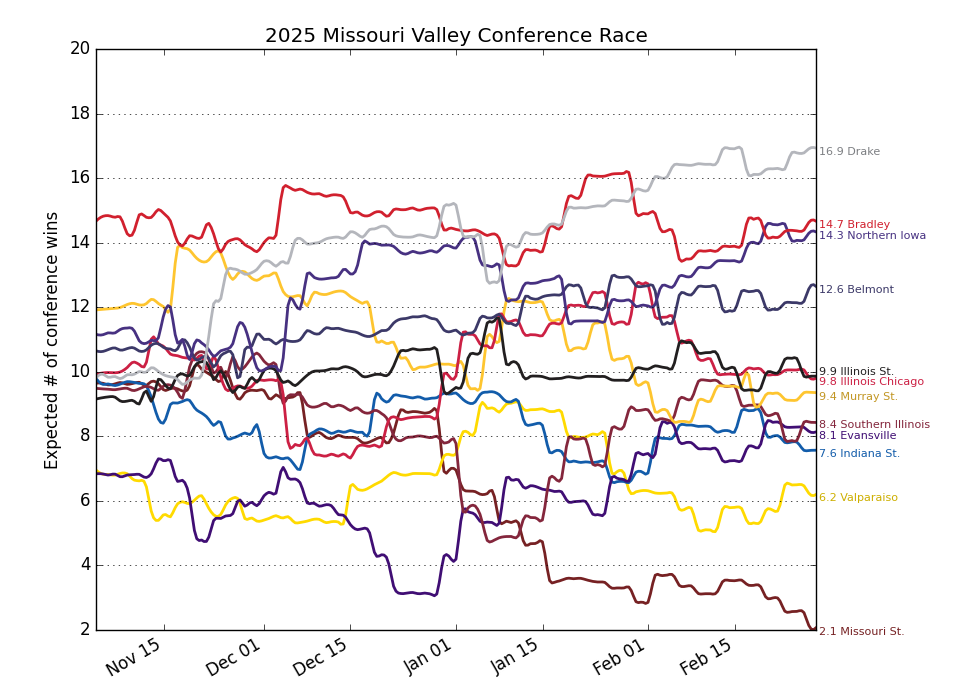 2025 Missouri Valley Conference Race
Expected # of conference wins
20
18
16
14
12
10
8
6
4
2
Nov 15
Dec 01
Dec 15
Jan 01
Jan 15
Feb 01
Feb 15
16.9 Drake
14.7 Bradley
14.3 Northern Iowa
12.6 Belmont
9.9 Illinois St.
9.8 Illinois Chicago
9.4 Murray St.
8.4 Southern Illinois
8.1 Evansville
7.6 Indiana St.
6.2 Valparaiso
2.1 Missouri St.